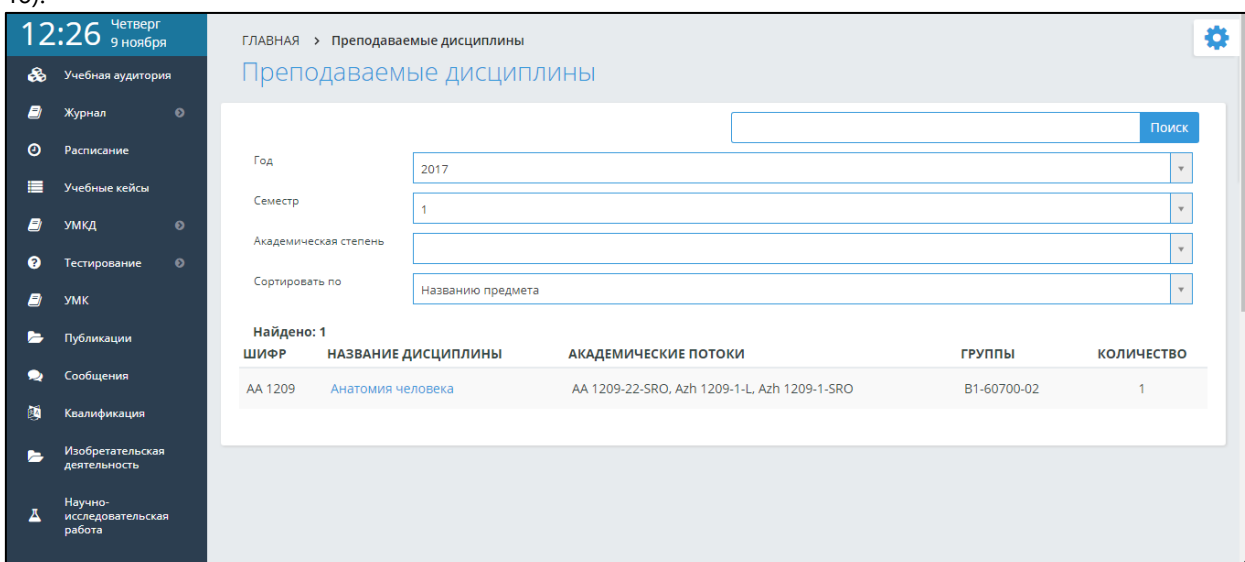 12:26 Четверг
9 ноября
Учебная аудитория
Журнал
Расписание
Учебные кейсы
УМКД
Тестирование
УМК
Публикации
Сообщения
Квалификация
Изобретательская
деятельность
Научно-
исследовательская
работа
ГЛАВНАЯ > Преподаваемые дисциплины
Преподаваемые дисциплины
Поиск
Год 2017
Семестр 1
Академическая степень
Сортировать по Названию предмета
Найдено: 1
ШИФР НАЗВАНИЕ ДИСЦИПЛИНЫ АКАДЕМИЧЕСКИЕ ПОТОКИ ГРУППЫ КОЛИЧЕСТВО
AA 1209 Анатомия человека AA 1209-22-SRO, Azh 1209-1-L, Azh 1209-1-SRO B1-60700-02 1